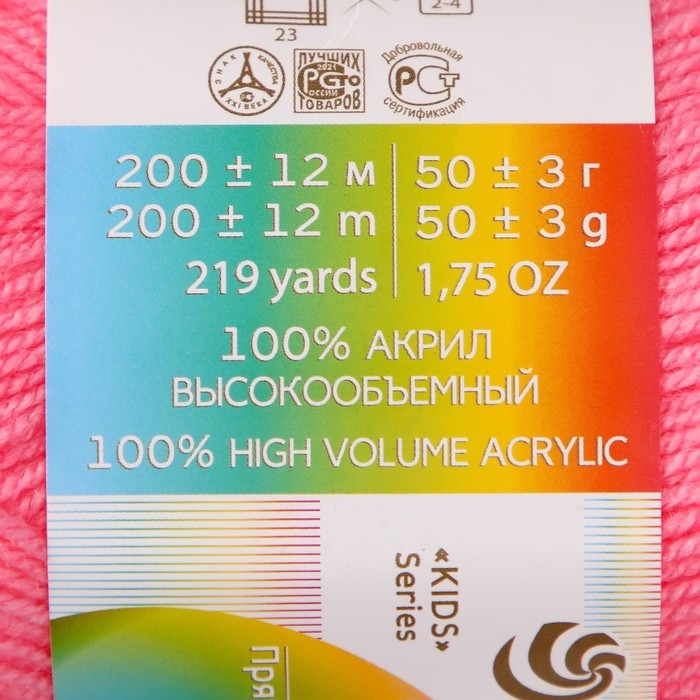 23
2-4
ЗНАК КАЧЕСТВА
XXI ВЕКА
ЛУЧШИХ
2021
РОССИИ
ТОВАРОВ
Добровольная
РСТ
сертификация
200 ± 12 м 50 ± 3 г
200 ± 12 m 50 ± 3 g
219 yards 1,75 OZ
100% АКРИЛ
ВЫСОКООБЪЕМНЫЙ
100% HIGH VOLUME ACRYLIC
«KIDS»
Series
Пря